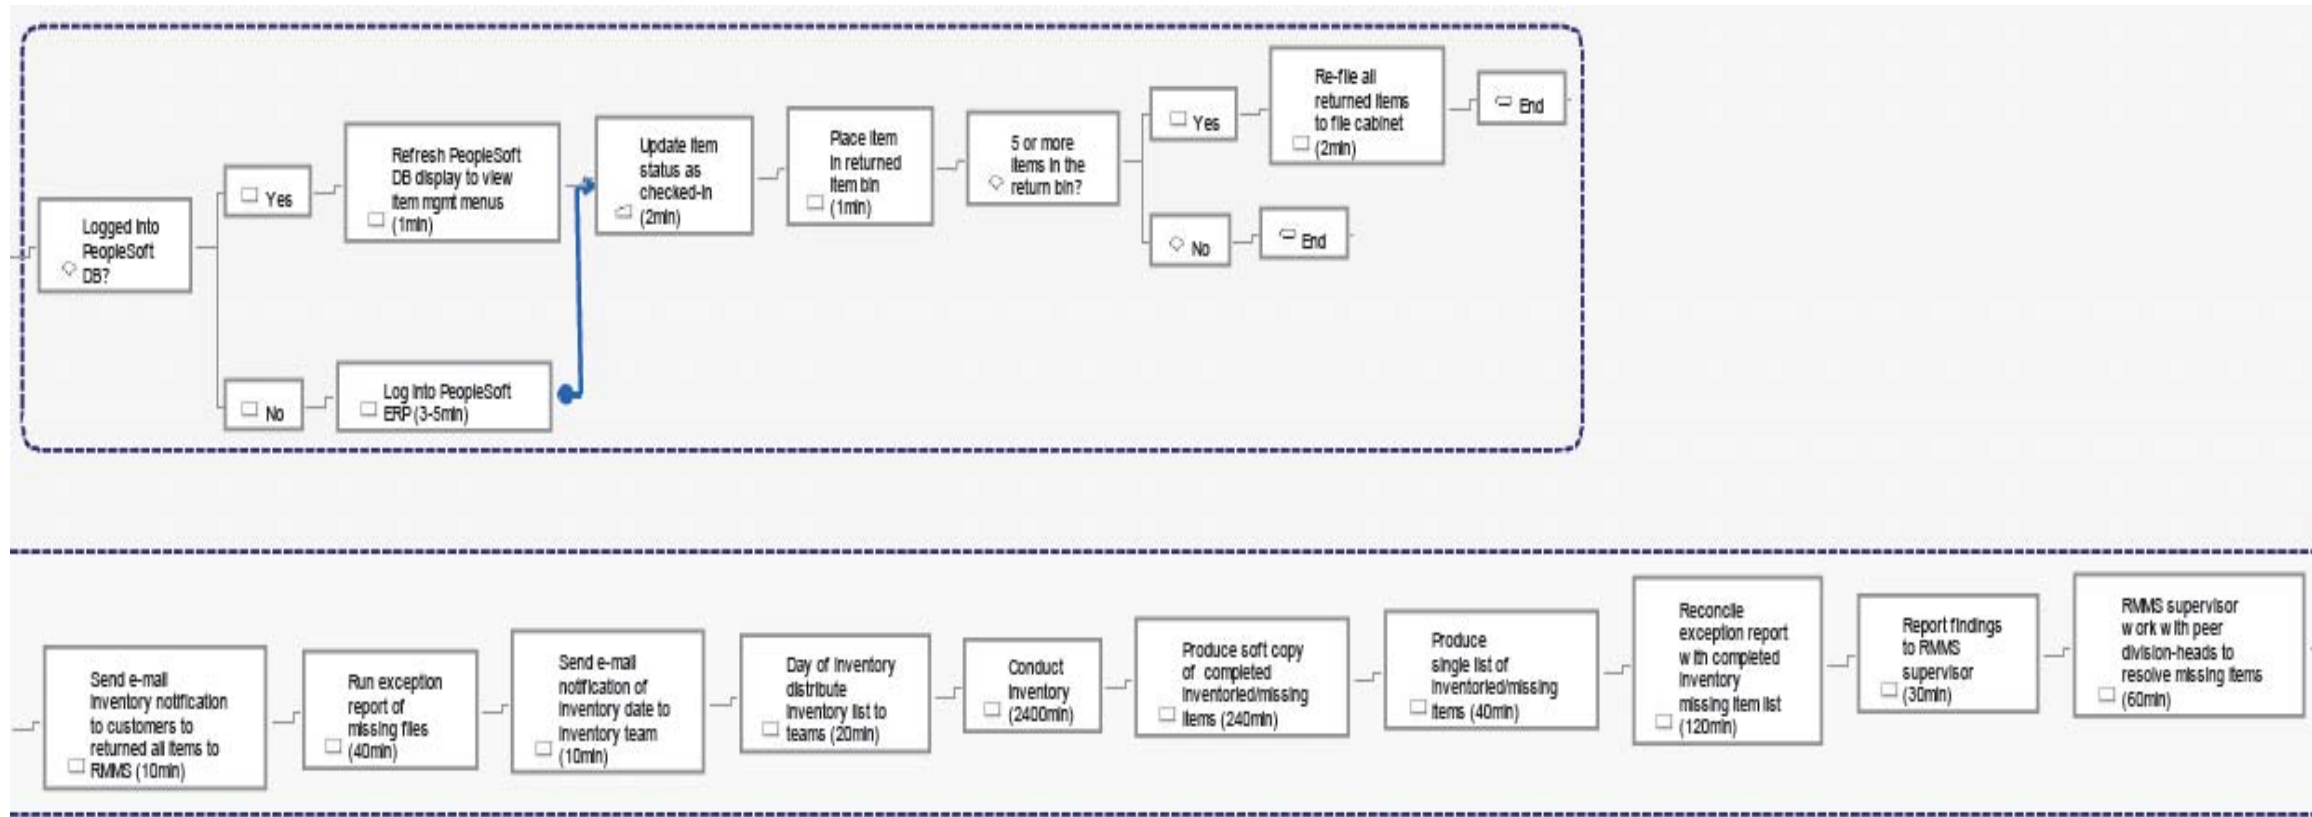 Logged into
PeopleSoft
DB?
Yes
Refresh PeopleSoft
DB display to view
item mgmt menus
(1min)
No
Log into PeopleSoft
ERP (3-5min)
Update item
status as
checked-in
(2min)
Place item
in returned
item bin
(1min)
5 or more
items in the
return bin?
Yes
Re-file all
returned items
to file cabinet
(2min)
End
No
End
Send e-mail
inventory notification
to customers to
returned all items to
RMMS (10min)
Run exception
report of
missing files
(40min)
Send e-mail
notification of
inventory date to
inventory team
(10min)
Day of inventory
distribute
inventory list to
teams (20min)
Conduct
inventory
(2400min)
Produce soft copy
of completed
inventoried/missing
items (240min)
Produce
single list of
inventoried/missing
items (40min)
Reconcile
exception report
with completed
inventory
missing item list
(120min)
Report findings
to RMMS
supervisor
(30min)
RMMS supervisor
work with peer
division-heads to
resolve missing items
(60min)